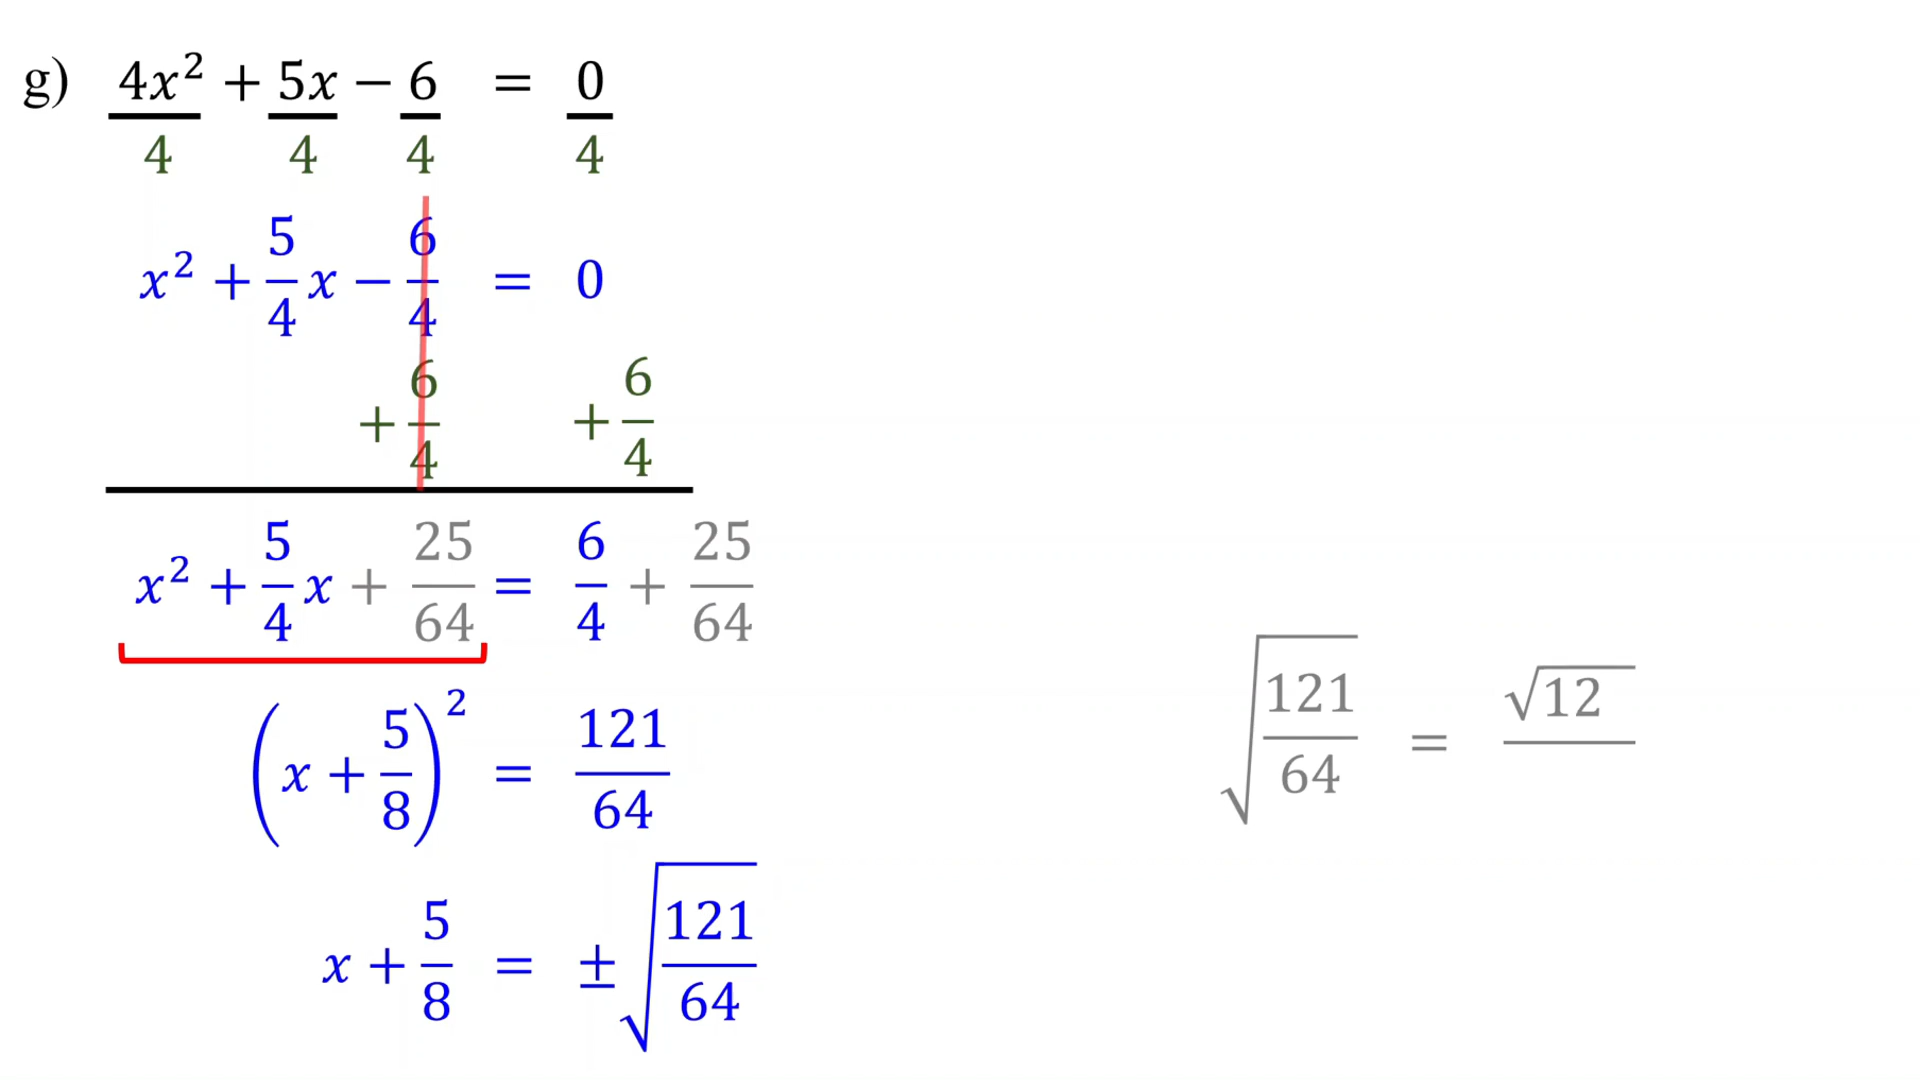 g) 4x² + 5x − 6 = 0
4 4 4 4
x² + 5/4 x − 6/4 = 0
+ 6/4 + 6/4
x² + 5/4 x + 25/64 = 6/4 + 25/64
(x + 5/8)² = 121/64
√(121/64) = √12
x + 5/8 = ±√(121/64)